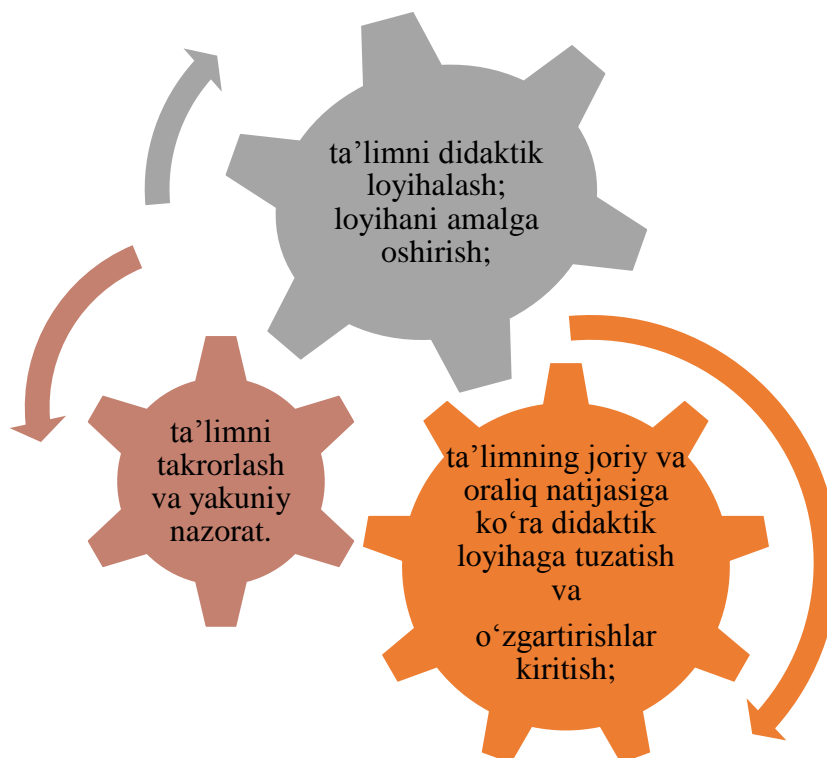 ta’limni didaktik
loyihalash;
loyihani amalga
oshirish;
ta’limni
takrorlash
va yakuniy
nazorat.
ta’limning joriy va
oraliq natijasiga
ko‘ra didaktik
loyihaga tuzatish
va
o‘zgartirishlar
kiritish;